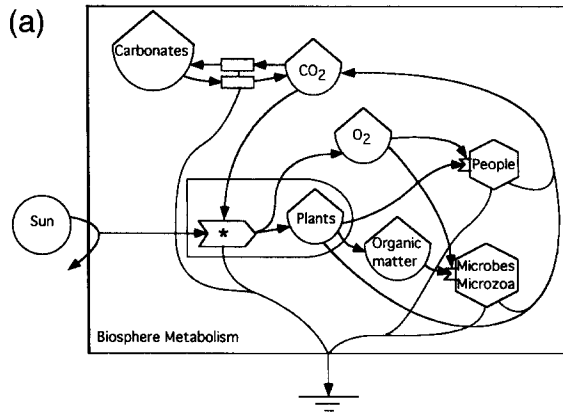 (a)
Carbonates
CO₂
O₂
People
Sun
*
Plants
Organic
matter
Microbes
Microzoa
Biosphere Metabolism